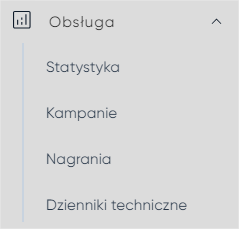 Obsługa
Statystyka
Kampanie
Nagrania
Dzienniki techniczne